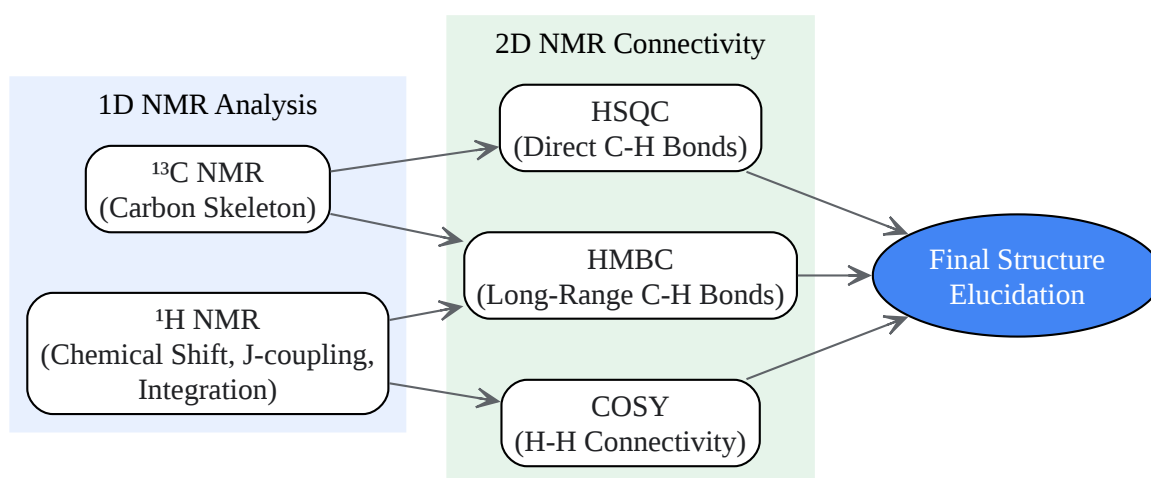 1D NMR Analysis
¹³C NMR
(Carbon Skeleton)
¹H NMR
(Chemical Shift, J-coupling,
Integration)
2D NMR Connectivity
HSQC
(Direct C-H Bonds)
HMBC
(Long-Range C-H Bonds)
COSY
(H-H Connectivity)
Final Structure
Elucidation